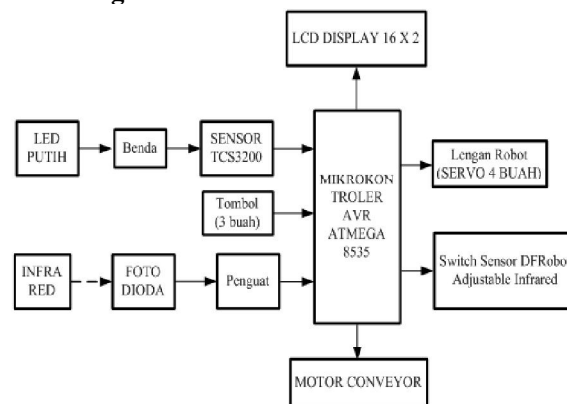 LCD DISPLAY 16 X 2
LED
PUTIH
Benda
SENSOR
TCS3200
MIKROKON
TROLER
AVR
ATMEGA
8535
Lengan Robot
(SERVO 4 BUAH)
Tombol
(3 buah)
INFRA
RED
FOTO
DIODA
Penguat
Switch Sensor DFRobot
Adjustable Infrared
MOTOR CONVEYOR